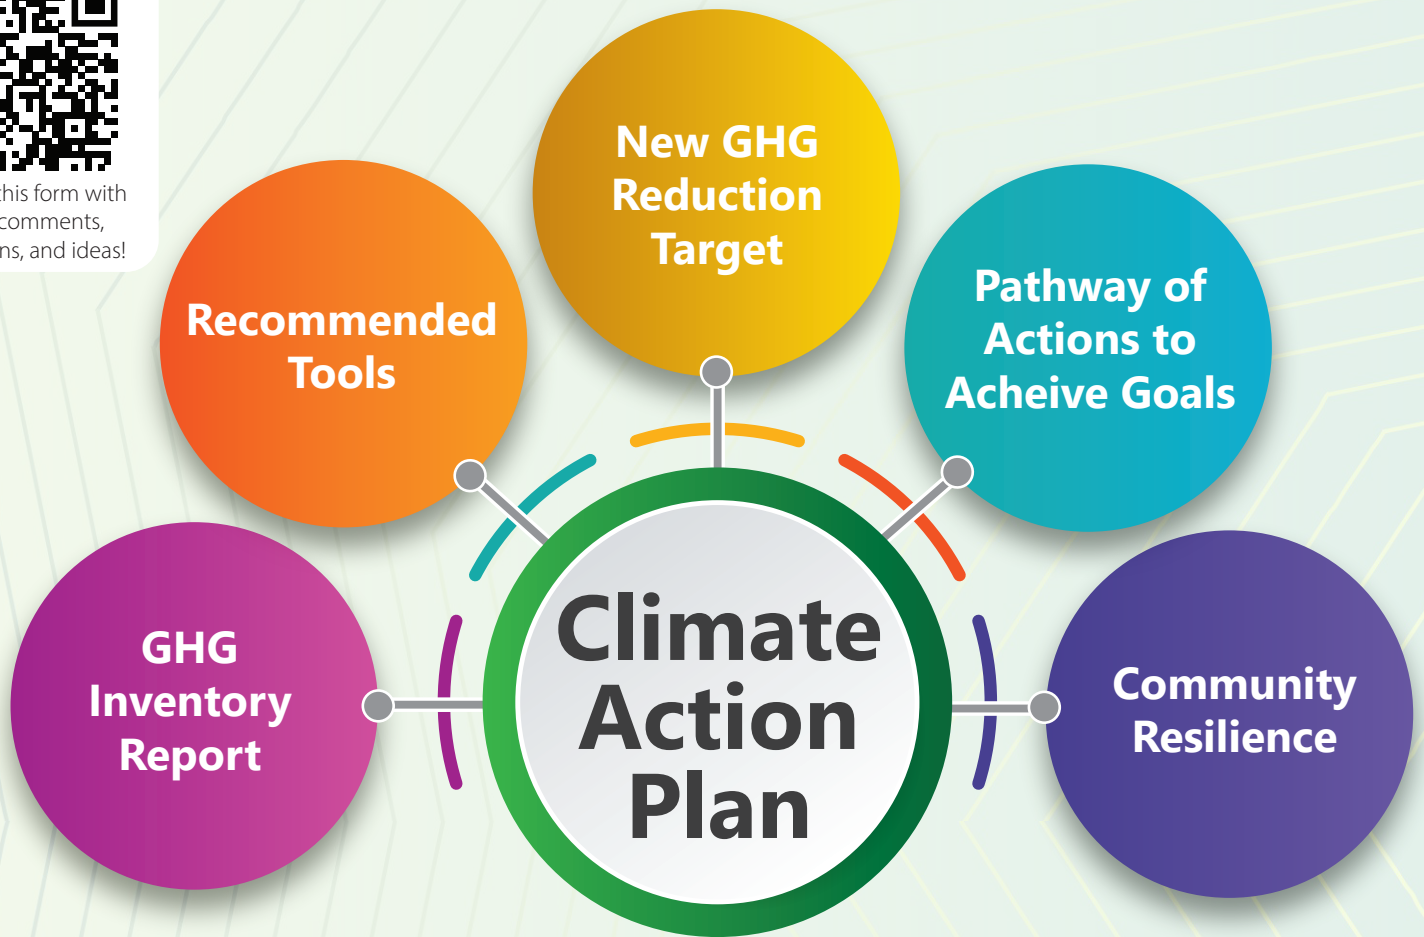 this form with
comments,
ns, and ideas!
New GHG
Reduction
Target
Recommended
Tools
Pathway of
Actions to
Acheive Goals
GHG
Inventory
Report
Climate
Action
Plan
Community
Resilience